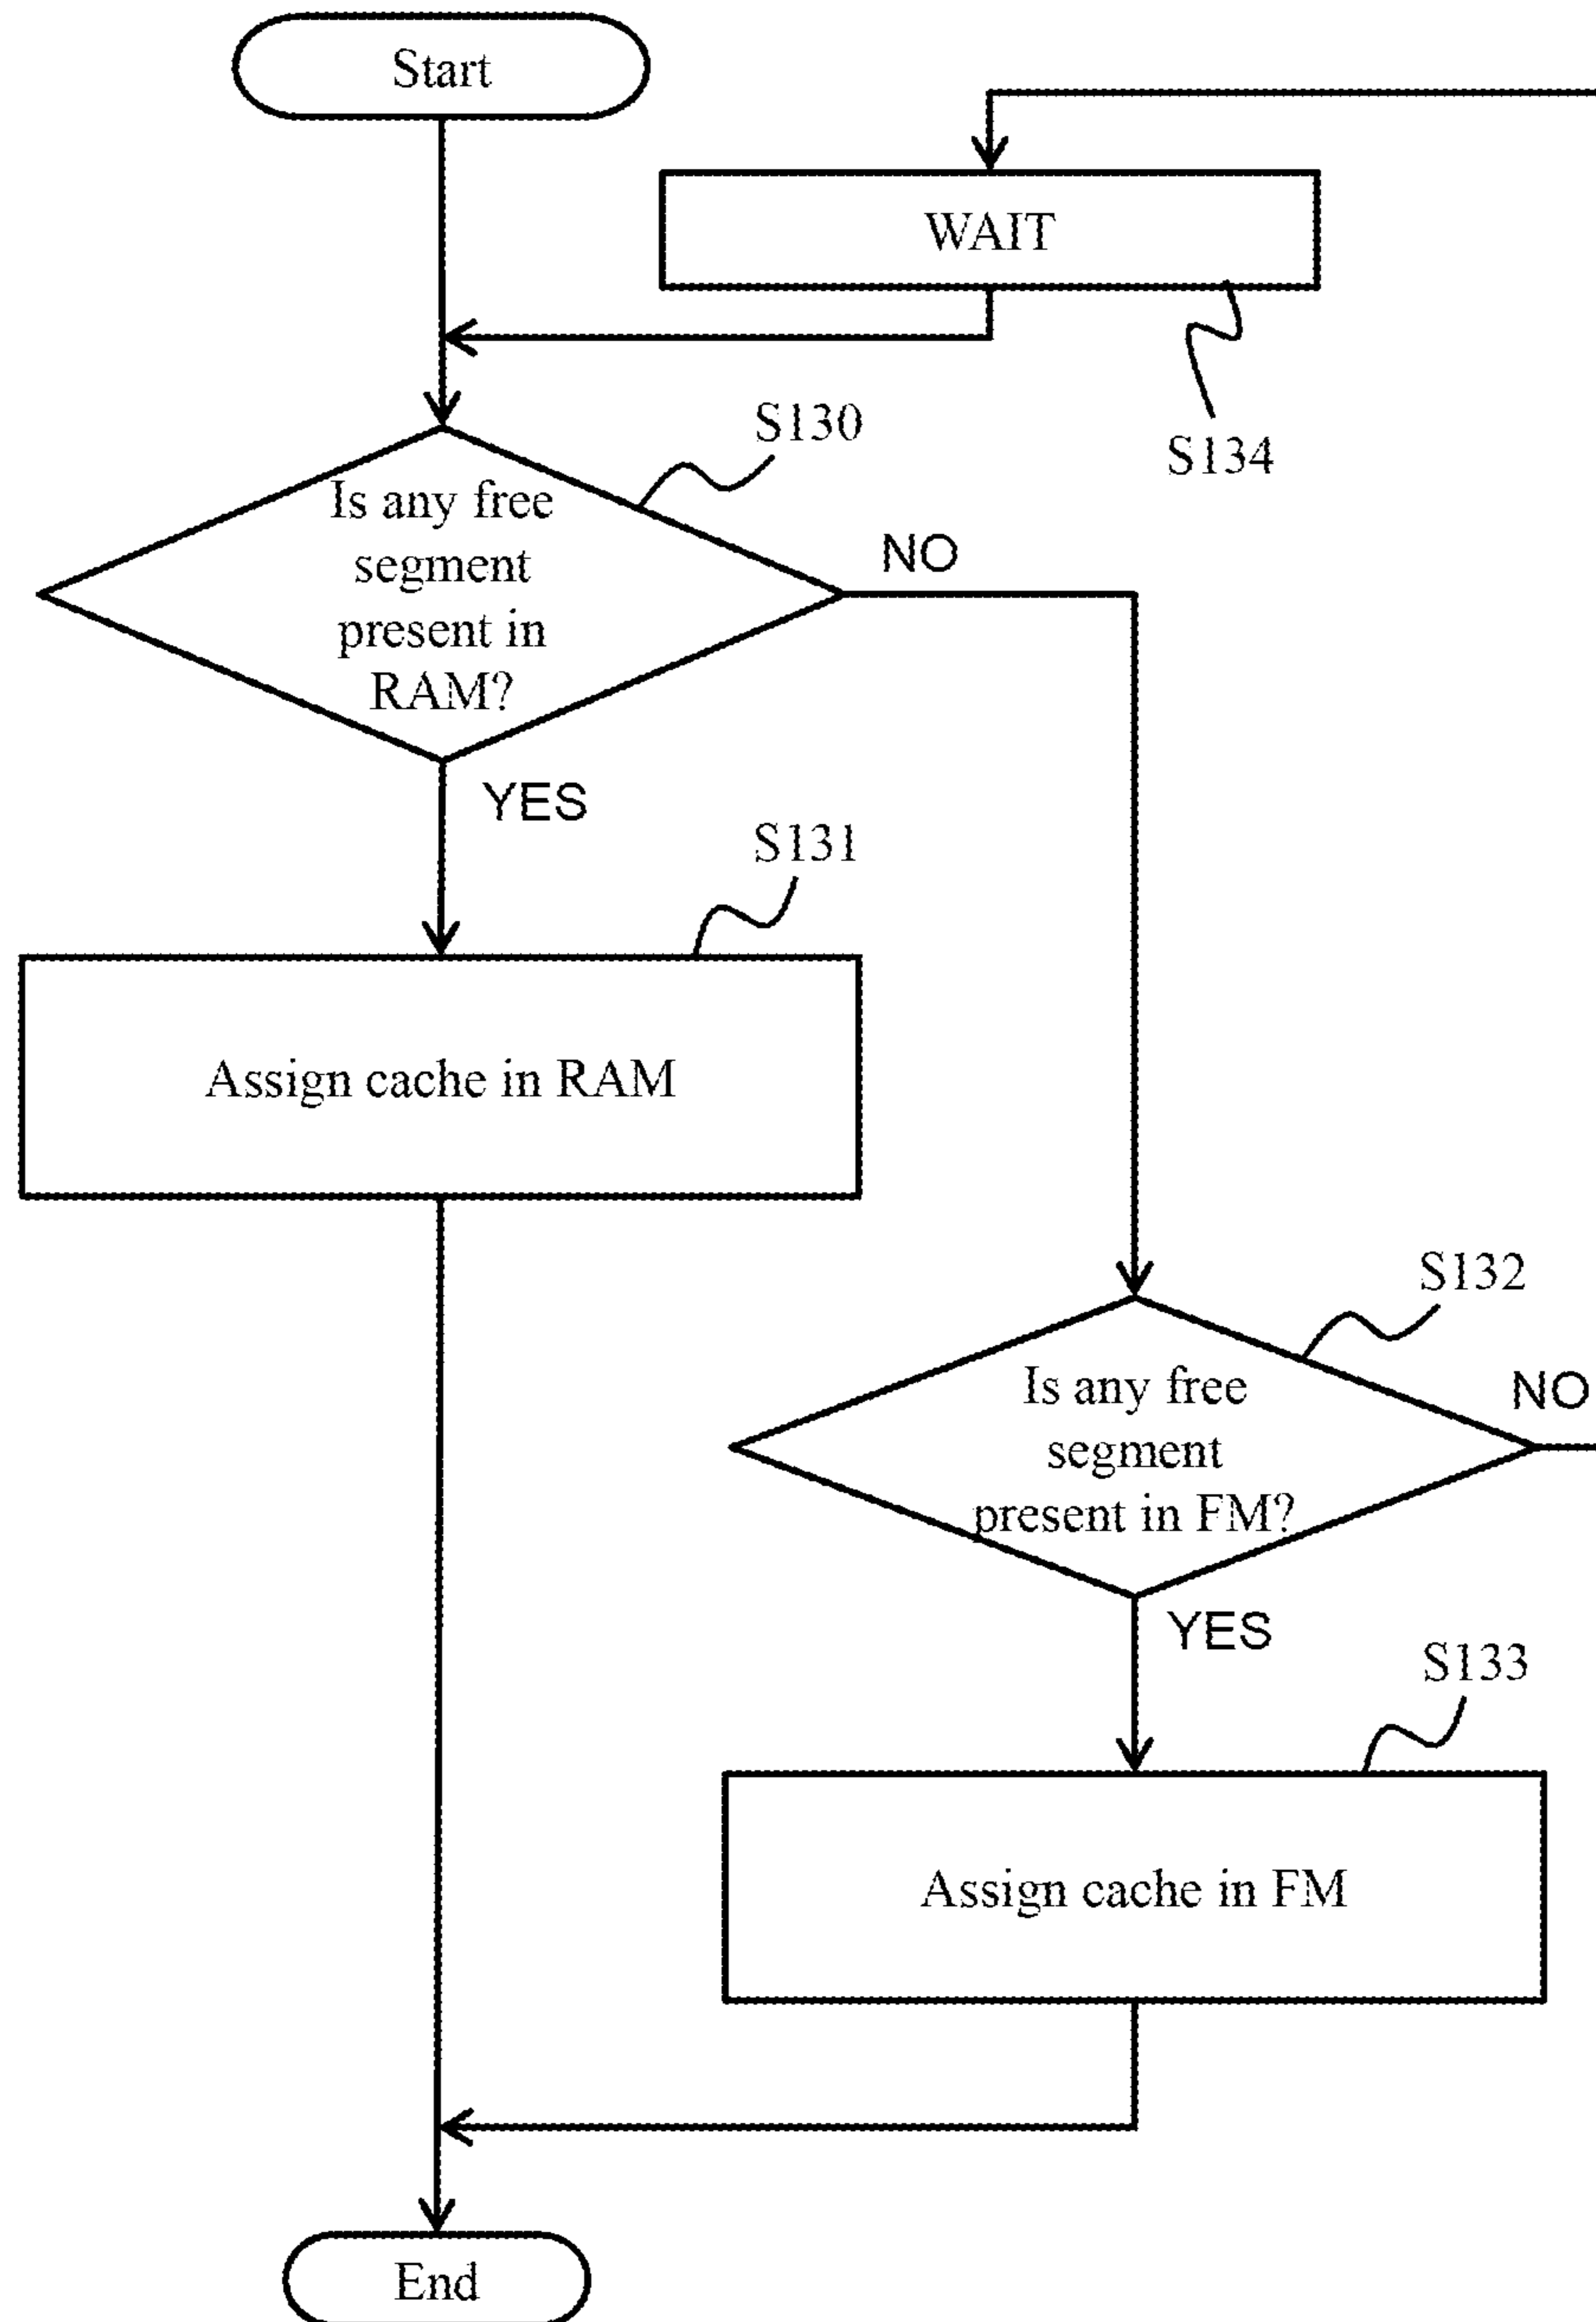 Start
WAIT
S134
S130
Is any free
segment
present in
RAM?
NO
YES
S131
Assign cache in RAM
S132
Is any free
segment
present in FM?
NO
YES
S133
Assign cache in FM
End